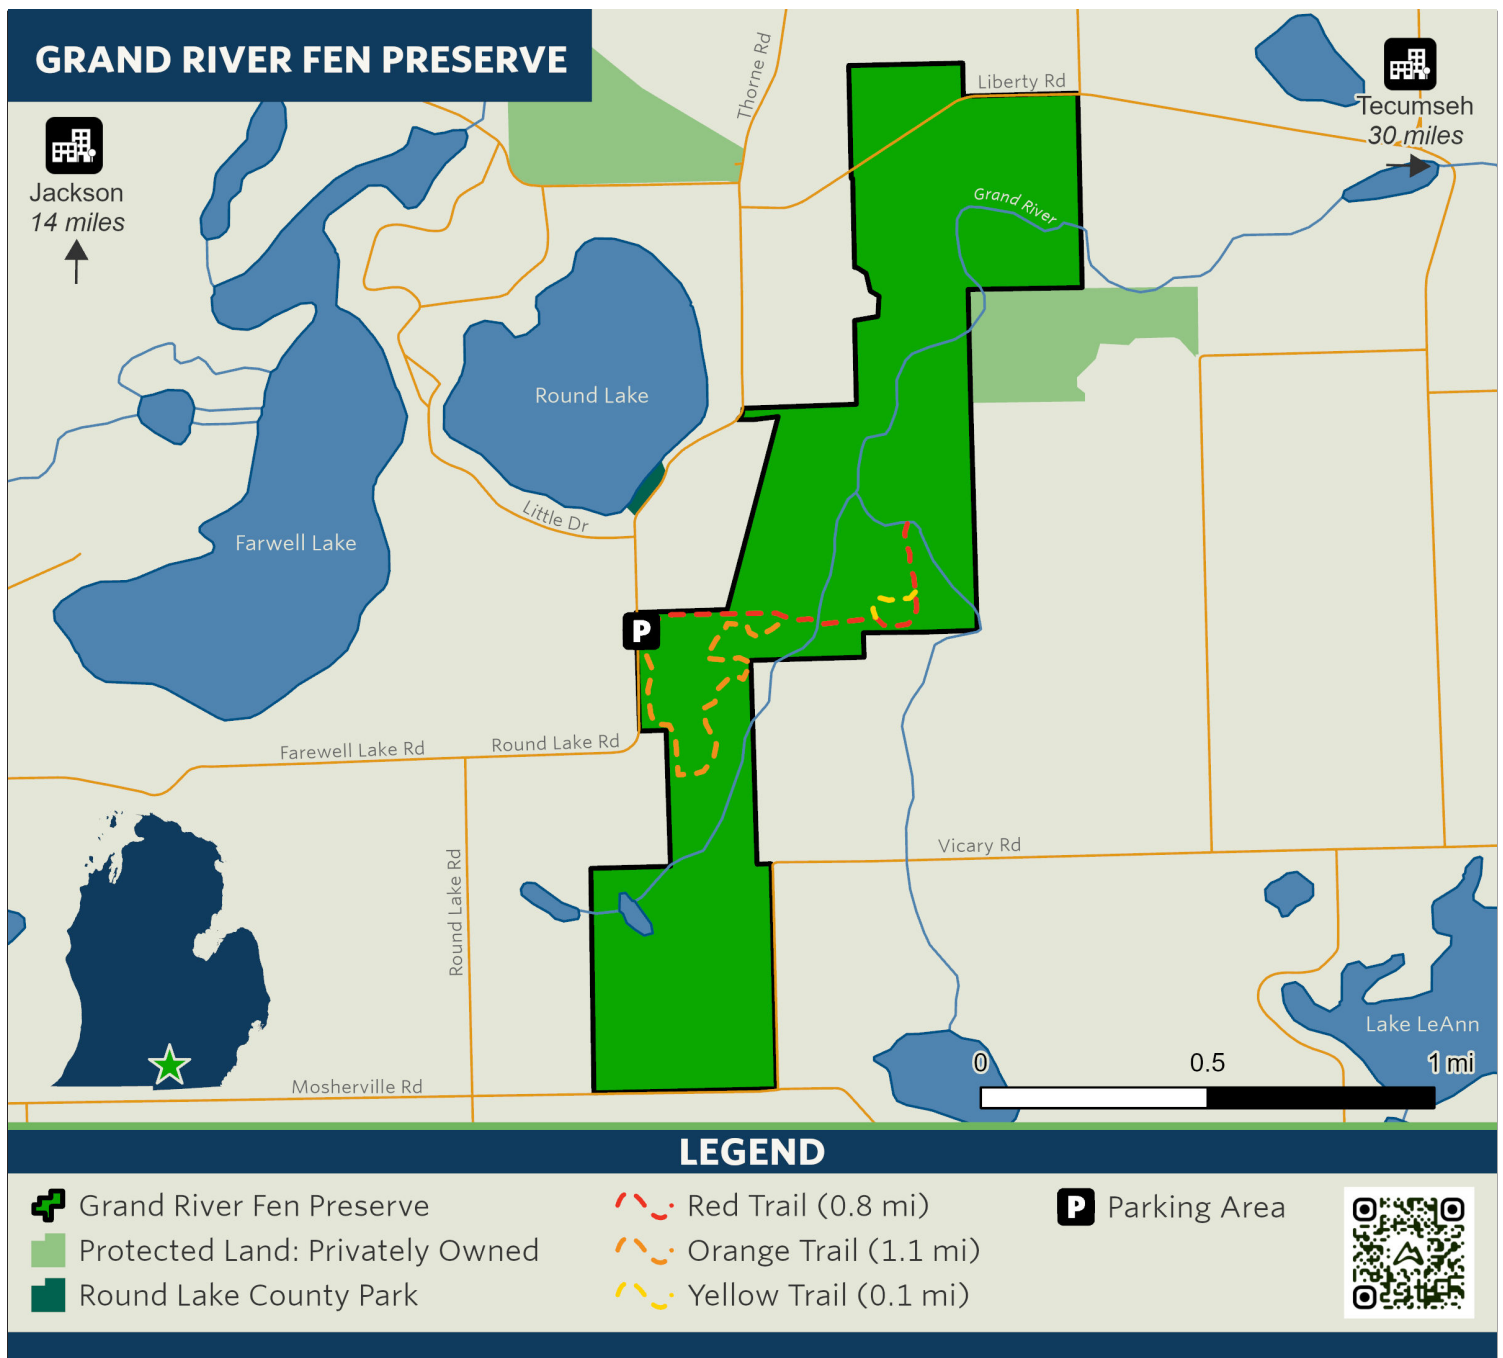 GRAND RIVER FEN PRESERVE
Jackson
14 miles
Thorne Rd
Liberty Rd
Tecumseh
30 miles
Grand River
Round Lake
Little Dr
Farwell Lake
P
Farewell Lake Rd
Round Lake Rd
Round Lake Rd
Vicary Rd
Lake LeAnn
Mosherville Rd
0 0.5 1 mi
LEGEND
Grand River Fen Preserve
Protected Land: Privately Owned
Round Lake County Park
Red Trail (0.8 mi)
Orange Trail (1.1 mi)
Yellow Trail (0.1 mi)
P Parking Area